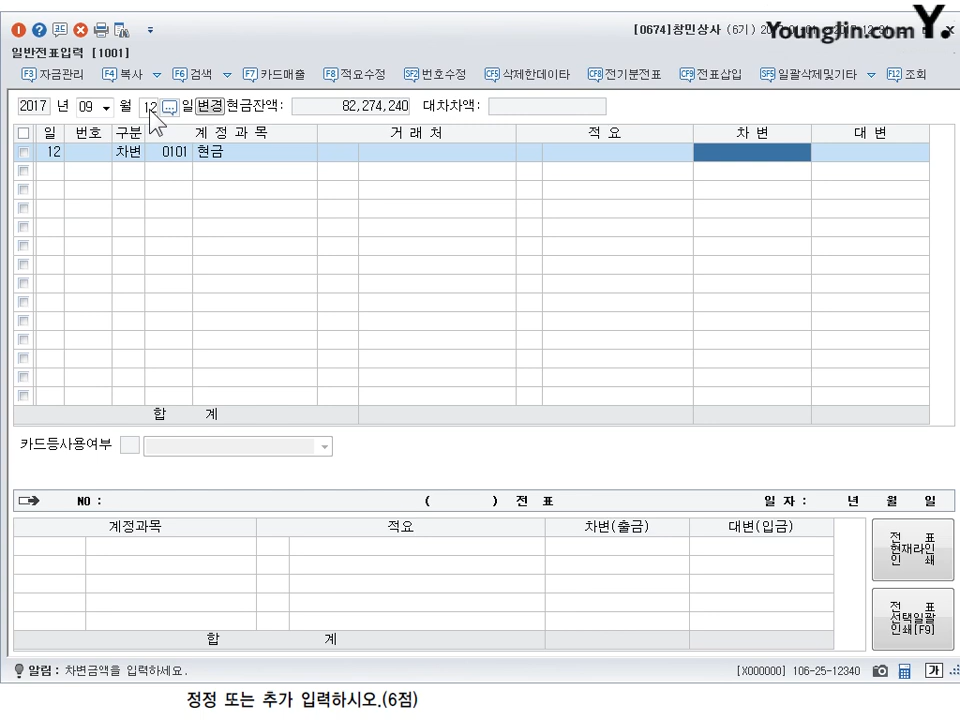 [0674]창민상사 (6기)
Younglin.com Y.
일반전표입력 [1001]
F3 자금관리 F4 복사 F6 검색 F7 카드매출 F8 적요수정 SF2 번호수정 CF5 삭제한데이타 CF8 전기분전표 CF9 전표삽입 SF5 일괄삭제및기타 F12 조회
2017 년 09 월 12 일 변경 현금잔액: 82,274,240 대차차액:
일 번호 구분 계 정 과 목 거 래 처 적 요 차 변 대 변
12 차변 0101 현금
합 계
카드등사용여부
NO : ( ) 전 표 일 자 : 년 월 일
계정과목 적요 차변(출금) 대변(입금)
전 표
현재라인
인 쇄
전 표
선택일괄
인쇄[F9]
합 계
알림 : 차변금액을 입력하세요. [X000000] 106-25-12340 가
정정 또는 추가 입력하시오.(6점)